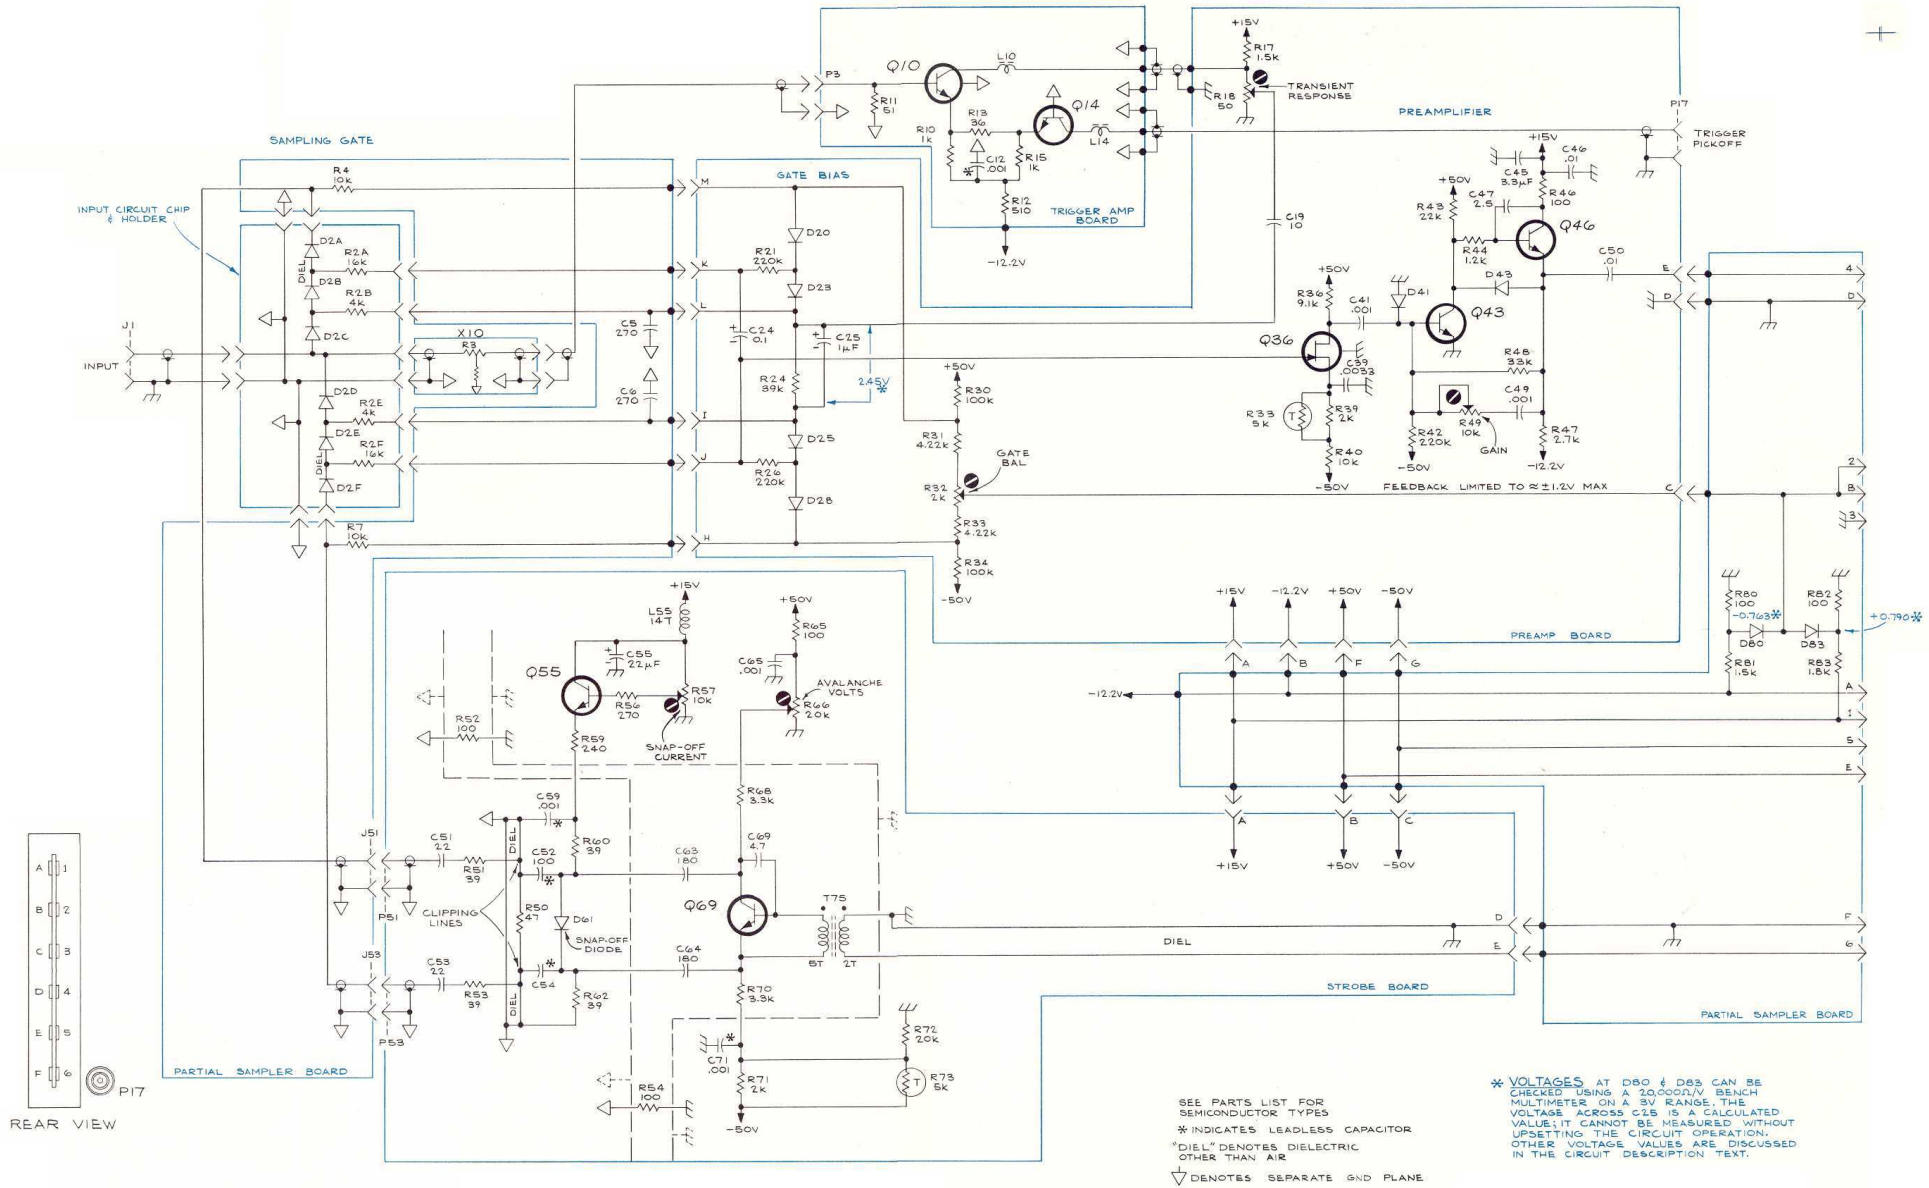 +15V
R17
1.5k
TRANSIENT
RESPONSE
R18
50
P3
Q10
L10
R11
51
R10
1k
R13
36
Q14
L14
C12
*.001
R15
1k
R12
510
-12.2V
TRIGGER AMP
BOARD
PREAMPLIFIER
P17
TRIGGER
PICKOFF
SAMPLING GATE
R4
10k
M
GATE BIAS
INPUT CIRCUIT CHIP
& HOLDER
D2A
DIEL
R2A
16k
D2B
R2B
4k
D2C
K
L
R21
220k
D20
D23
C5
270
C6
270
+
C24
0.1
-
+
C25
1µF
-
2.45V
*
R24
39k
C19
10
J1
INPUT
X10
R3
D2D
R2E
4k
D2E
R2F
16k
DIEL
D2F
I
J
D25
R26
220k
D28
R7
10k
H
+50V
R30
100k
R31
4.22k
GATE
BAL
R32
2k
R33
4.22k
R34
100k
-50V
+50V
R36
9.1k
C41
.001
D41
Q36
C39
.0033
R33
5k
T
R39
2k
R40
10k
-50V
+50V
R43
22k
C47
2.5
+15V
C45
3.3µF
C46
.01
R46
100
Q46
R44
1.2k
D43
Q43
R48
33k
C49
.001
R49
10k
GAIN
R42
220k
-50V
R47
2.7k
-12.2V
C50
.01
E
D
C
FEEDBACK LIMITED TO ≈ ±1.2V MAX
4
D
2
B
3
R80
100
-0.763*
D80
R81
1.5k
R82
100
+0.790*
D83
R83
1.8k
A
1
5
E
PREAMP BOARD
+15V
-12.2V
+50V
-50V
A
B
F
G
-12.2V
A
B
C
+15V
+50V
-50V
+15V
L55
14T
+
C55
22µF
-
Q55
R56
270
R57
10k
SNAP-OFF
CURRENT
R52
100
R59
240
+50V
R65
100
C65
.001
AVALANCHE
VOLTS
R66
20k
R68
3.3k
C59
.001
*
R60
39
J51
C51
22
R51
39
P51
DIEL
C52
100
*
CLIPPING
LINES
R50
47
D61
SNAP-OFF
DIODE
C63
180
C69
4.7
Q69
T75
5T
2T
C64
180
J53
C53
22
R53
39
P53
DIEL
*
C54
R62
39
R70
3.3k
*
C71
.001
R71
2k
-50V
R72
20k
T
R73
5k
R54
100
DIEL
D
E
F
6
STROBE BOARD
PARTIAL SAMPLER BOARD
PARTIAL SAMPLER BOARD
A 1
B 2
C 3
D 4
E 5
F 6
P17
REAR VIEW
SEE PARTS LIST FOR
SEMICONDUCTOR TYPES
* INDICATES LEADLESS CAPACITOR
"DIEL" DENOTES DIELECTRIC
OTHER THAN AIR
DENOTES SEPARATE GND PLANE
* VOLTAGES AT D80 & D83 CAN BE
CHECKED USING A 20,000Ω/V BENCH
MULTIMETER ON A 3V RANGE. THE
VOLTAGE ACROSS C25 IS A CALCULATED
VALUE; IT CANNOT BE MEASURED WITHOUT
UPSETTING THE CIRCUIT OPERATION.
OTHER VOLTAGE VALUES ARE DISCUSSED
IN THE CIRCUIT DESCRIPTION TEXT.